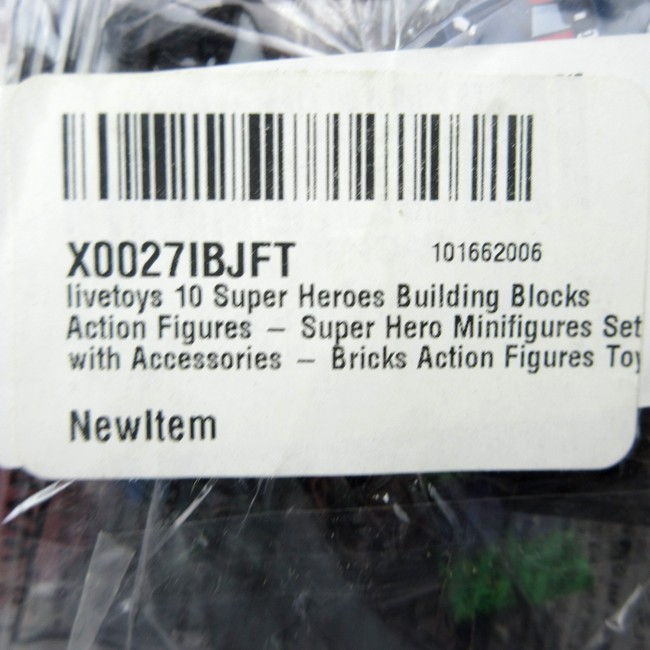 X0027IBJFT 101662006
livetoys 10 Super Heroes Building Blocks
Action Figures – Super Hero Minifigures Set
with Accessories – Bricks Action Figures Toy
NewItem